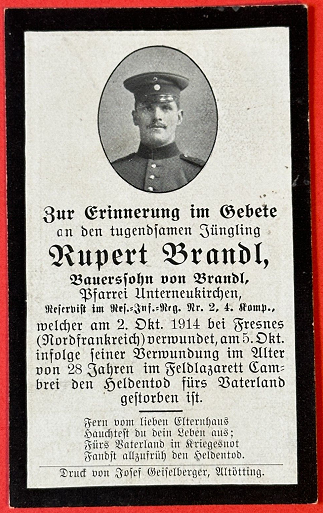 Zur Erinnerung im Gebete
an den tugendsamen Jüngling
Rupert Brandl,
Bauerssohn von Brandl,
Pfarrei Unterneukirchen,
Reservist im Res.=Inf.=Reg. Nr. 2, 4. Komp.,
welcher am 2. Okt. 1914 bei Fresnes
(Nordfrankreich) verwundet, am 5. Okt.
infolge seiner Verwundung im Alter
von 28 Jahren im Feldlazarett Cam=
brei den Heldentod fürs Vaterland
gestorben ist.
Fern vom lieben Elternhaus
Hauchtest du dein Leben aus;
Fürs Vaterland in Kriegesnot
Fandst allzufrüh den Heldentod.
Druck von Josef Geiselberger, Altötting.